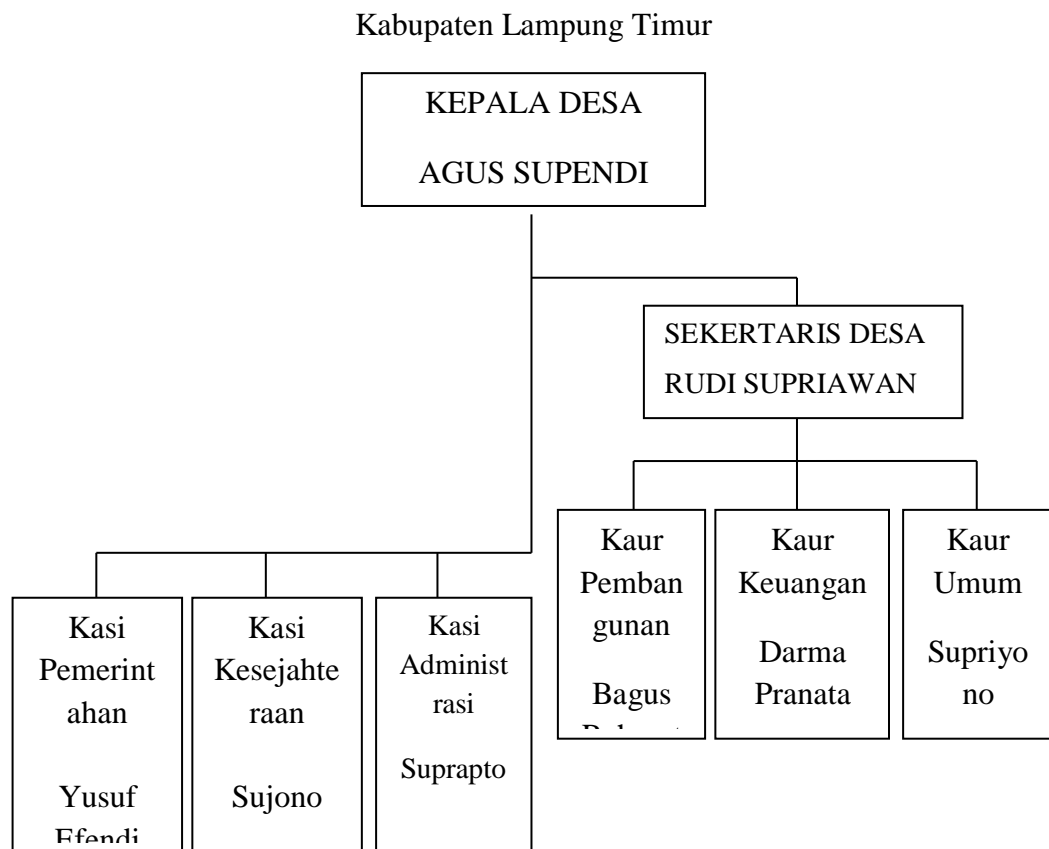 Kabupaten Lampung Timur
KEPALA DESA
AGUS SUPENDI
SEKERTARIS DESA
RUDI SUPRIAWAN
Kaur
Pemban
gunan
Bagus
Kaur
Keuangan
Darma
Pranata
Kaur
Umum
Supriyo
no
Kasi
Pemerint
ahan
Yusuf
Efendi
Kasi
Kesejahte
raan
Sujono
Kasi
Administ
rasi
Suprapto